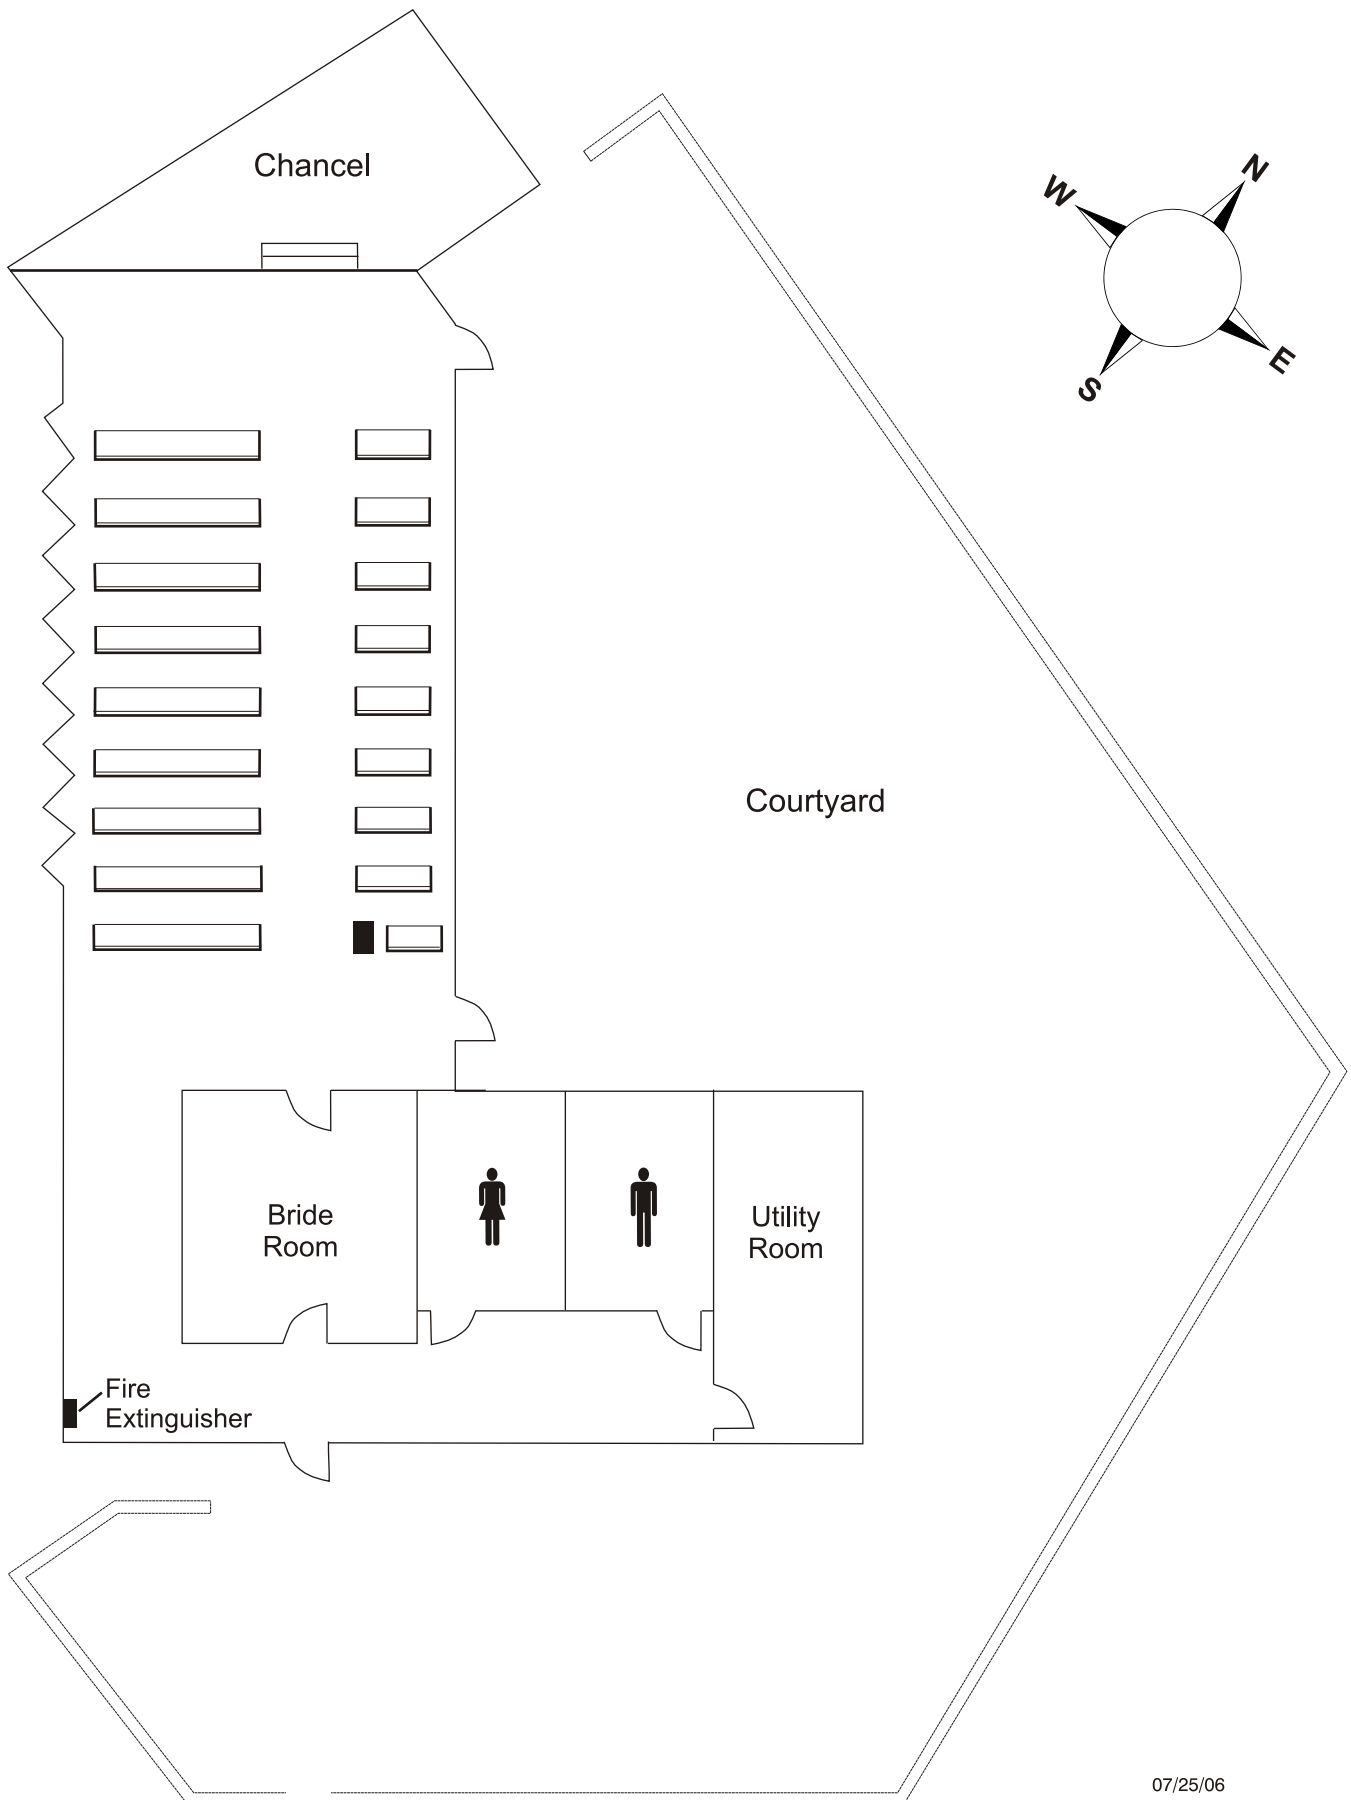 Chancel
N
W
E
S
Courtyard
Bride
Room
Utility
Room
Fire
Extinguisher
07/25/06